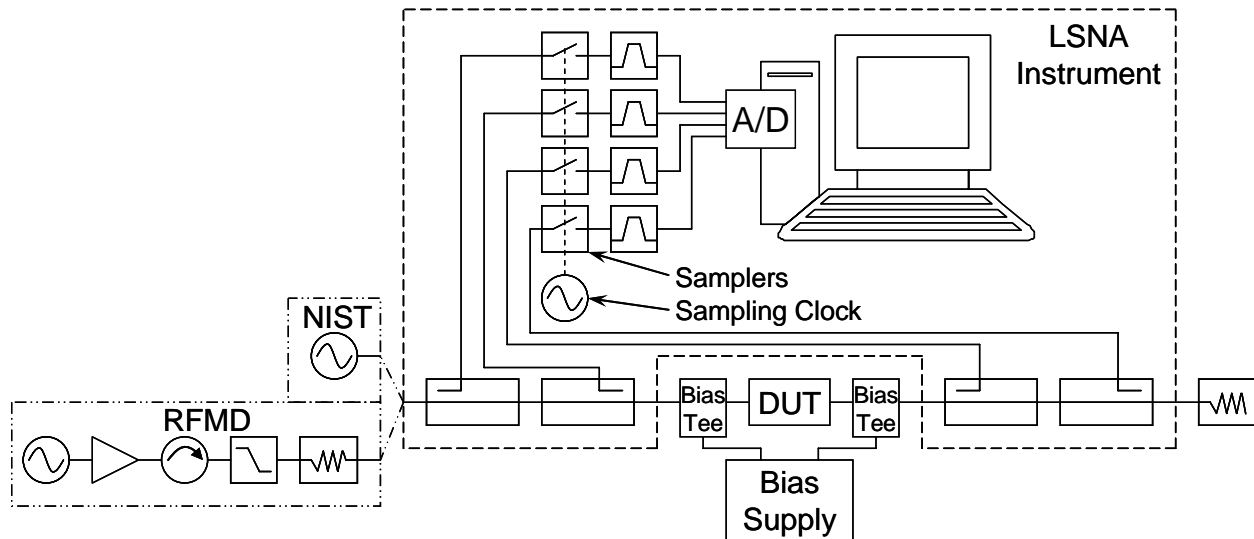 LSNA
Instrument
A/D
Samplers
Sampling Clock
NIST
RFMD
Bias
Tee
DUT
Bias
Tee
Bias
Supply